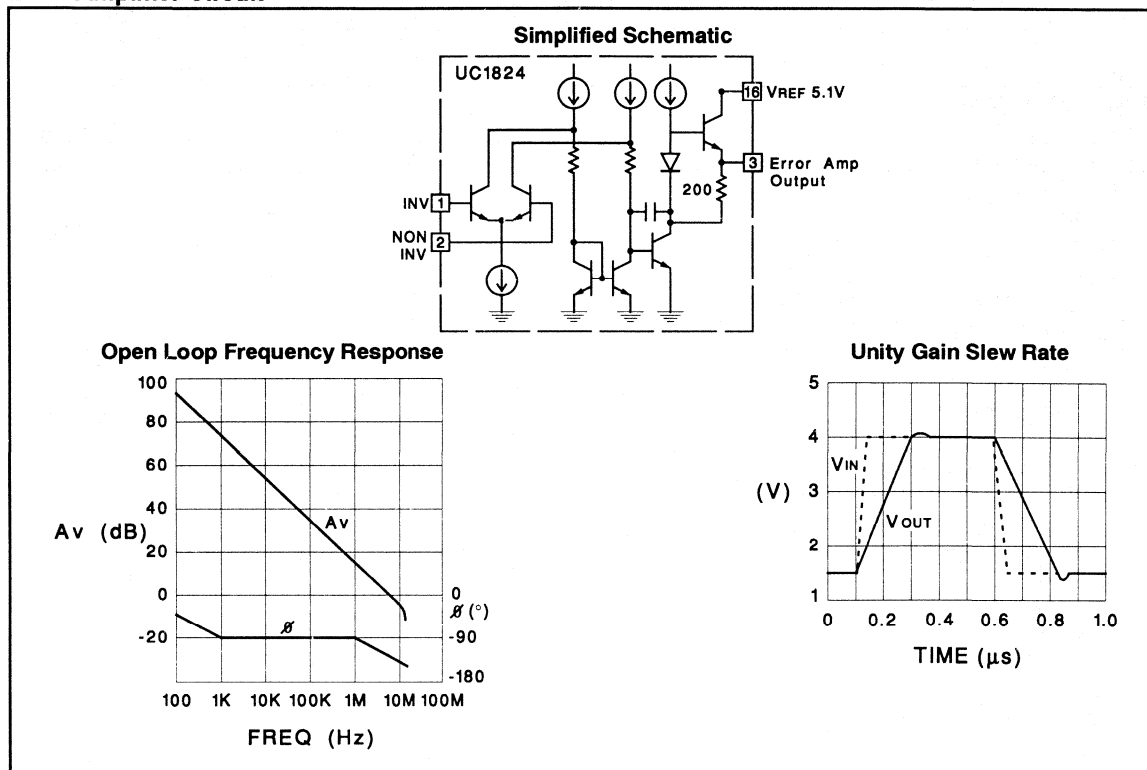 Simplified Schematic
UC1824
16 VREF 5.1V
3 Error Amp
Output
200
INV 1
NON 2
INV
Open Loop Frequency Response
100
80
60
40
20
0
-20
Av (dB)
Av
ø
0
ø (°)
-90
-180
100 1K 10K 100K 1M 10M 100M
FREQ (Hz)
Unity Gain Slew Rate
5
4
3
2
1
(V)
VIN
VOUT
0 0.2 0.4 0.6 0.8 1.0
TIME (µs)